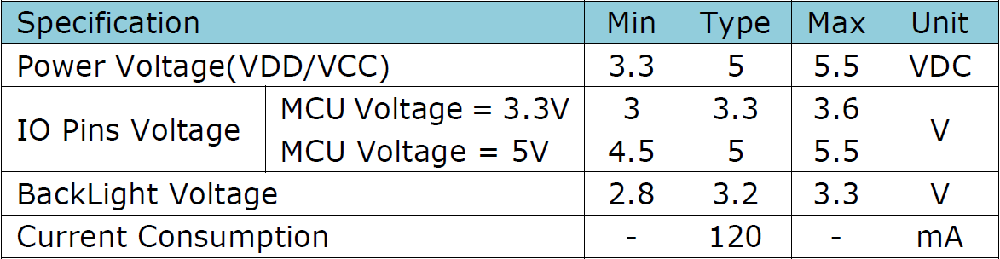 Specification Min Type Max Unit
Power Voltage(VDD/VCC) 3.3 5 5.5 VDC
IO Pins Voltage MCU Voltage = 3.3V 3 3.3 3.6 V
MCU Voltage = 5V 4.5 5 5.5
BackLight Voltage 2.8 3.2 3.3 V
Current Consumption - 120 - mA